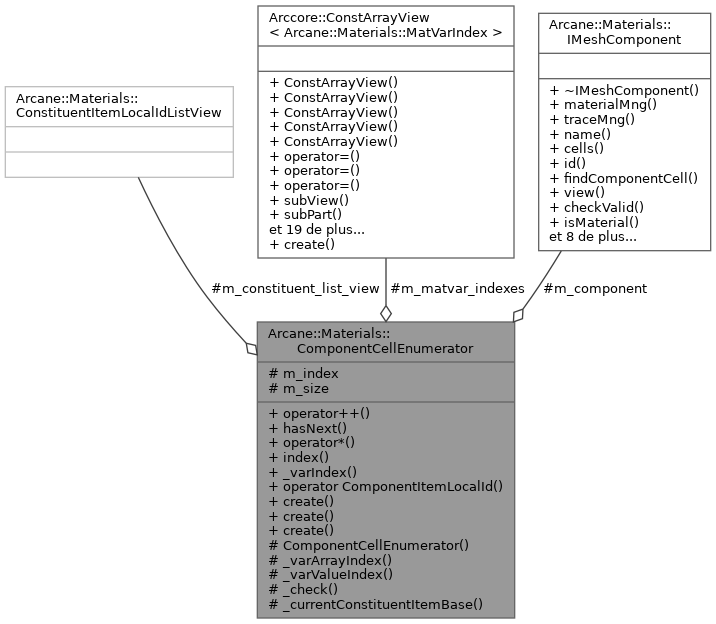 Arcane::Materials::
ConstituentItemLocalIdListView
Arccore::ConstArrayView
< Arcane::Materials::MatVarIndex >
+ ConstArrayView()
+ ConstArrayView()
+ ConstArrayView()
+ ConstArrayView()
+ ConstArrayView()
+ operator=()
+ operator=()
+ operator=()
+ subView()
+ subPart()
et 19 de plus...
+ create()
Arcane::Materials::
IMeshComponent
+ ~IMeshComponent()
+ materialMng()
+ traceMng()
+ name()
+ cells()
+ id()
+ findComponentCell()
+ view()
+ checkValid()
+ isMaterial()
et 8 de plus...
#m_constituent_list_view
#m_matvar_indexes
#m_component
Arcane::Materials::
ComponentCellEnumerator
# m_index
# m_size
+ operator++()
+ hasNext()
+ operator*()
+ index()
+ _varIndex()
+ operator ComponentItemLocalId()
+ create()
+ create()
+ create()
# ComponentCellEnumerator()
# _varArrayIndex()
# _varValueIndex()
# _check()
# _currentConstituentItemBase()